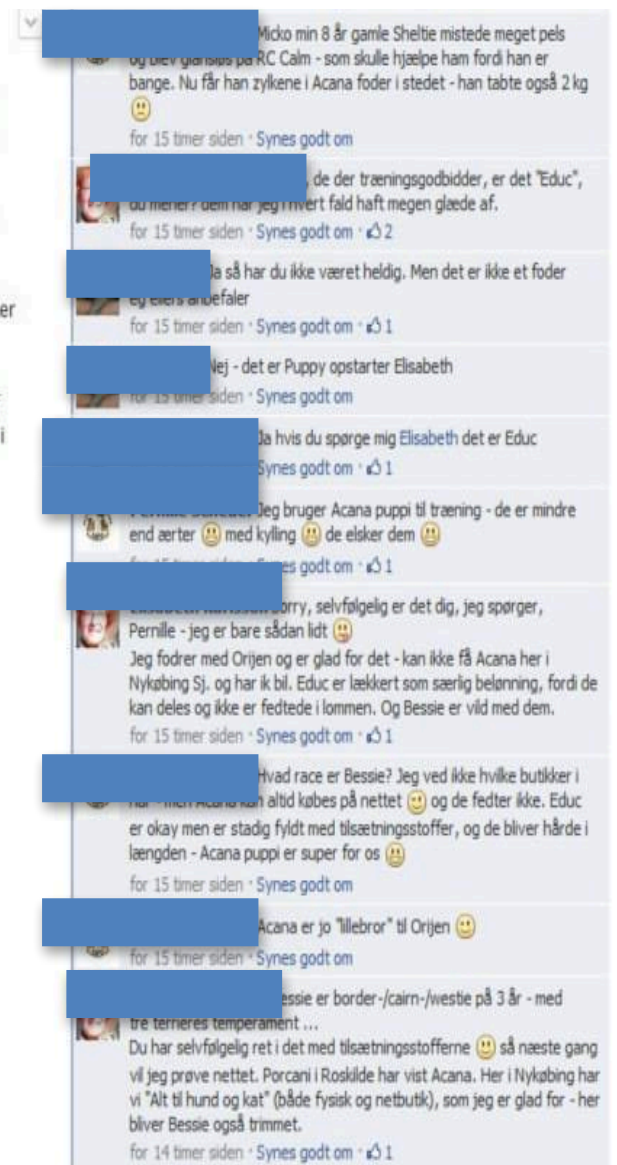 er
i
Micko min 8 år gamle Sheltie mistede meget pels
og blev glansløs på RC Calm - som skulle hjælpe ham fordi han er
bange. Nu får han zylkene i Acana foder i stedet - han tabte også 2 kg
for 15 timer siden · Synes godt om
de der træningsgodbidder, er det "Educ",
du mener? dem har jeg i hvert fald haft megen glæde af.
for 15 timer siden · Synes godt om · 2
Ja så har du ikke været heldig. Men det er ikke et foder
jeg ellers anbefaler
for 15 timer siden · Synes godt om · 1
Nej - det er Puppy opstarter Elisabeth
for 15 timer siden · Synes godt om
Ja hvis du spørge mig Elisabeth det er Educ
Synes godt om · 1
Jeg bruger Acana puppi til træning - de er mindre
end ærter med kylling de elsker dem
for 15 timer siden · Synes godt om · 1
sorry, selvfølgelig er det dig, jeg spørger,
Pernille - jeg er bare sådan lidt
Jeg fodrer med Orijen og er glad for det - kan ikke få Acana her i
Nykøbing Sj. og har ik bil. Educ er lækkert som særlig belønning, fordi de
kan deles og ikke er fedtede i lommen. Og Bessie er vild med dem.
for 15 timer siden · Synes godt om · 1
Hvad race er Bessie? Jeg ved ikke hvilke butikker i
har - men Acana kan altid købes på nettet og de fedter ikke. Educ
er okay men er stadig fyldt med tilsætningsstoffer, og de bliver hårde i
længden - Acana puppi er super for os
for 15 timer siden · Synes godt om
Acana er jo "lillebror" til Orijen
for 15 timer siden · Synes godt om
Bessie er border-/cairn-/westie på 3 år - med
tre terrieres temperament ...
Du har selvfølgelig ret i det med tilsætningsstofferne så næste gang
vil jeg prøve nettet. Porcani i Roskilde har vist Acana. Her i Nykøbing har
vi "Alt til hund og kat" (både fysisk og netbutik), som jeg er glad for - her
bliver Bessie også trimmet.
for 14 timer siden · Synes godt om · 1